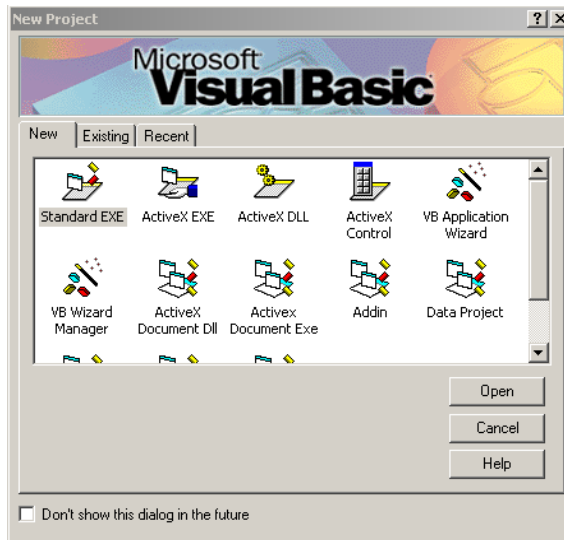 New Project
Microsoft
Visual Basic
New Existing Recent
Standard EXE ActiveX EXE ActiveX DLL ActiveX Control VB Application Wizard
VB Wizard Manager ActiveX Document Dll Activex Document Exe Addin Data Project
Open
Cancel
Help
Don't show this dialog in the future